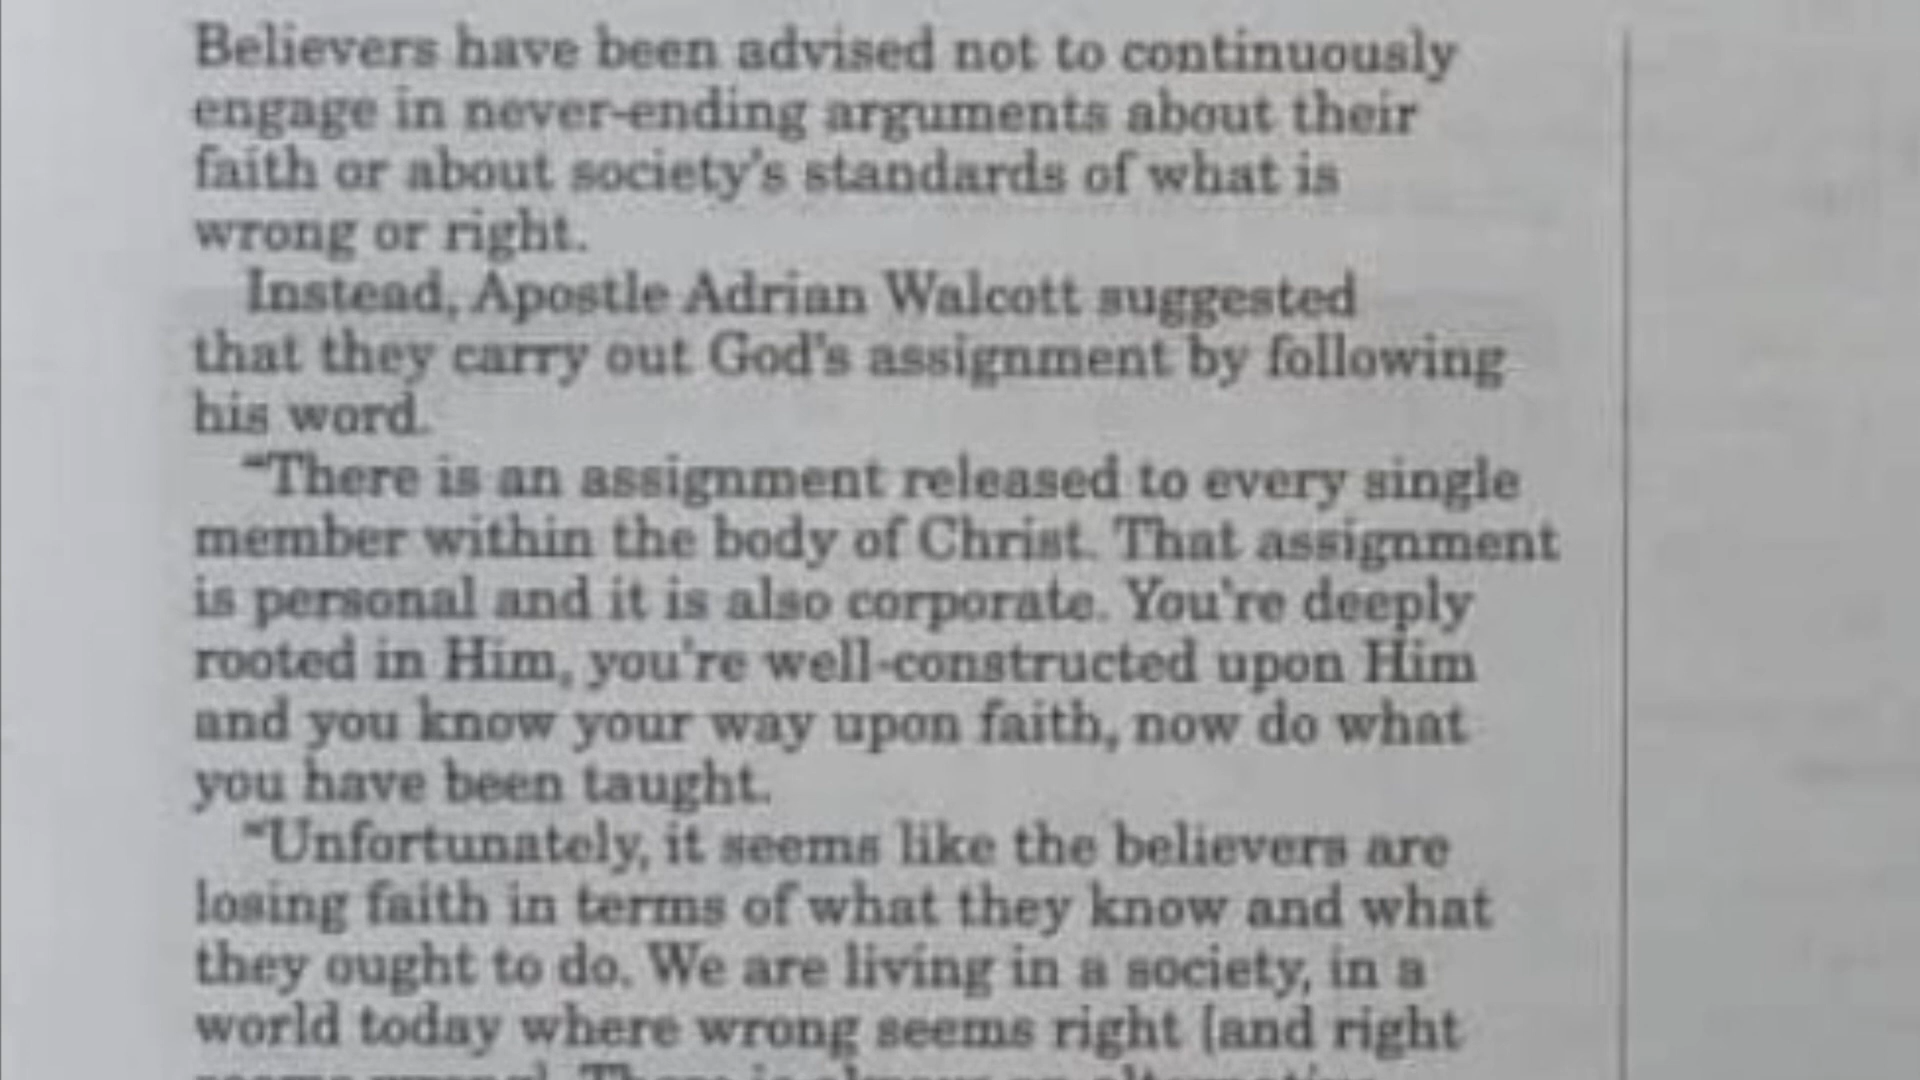 Believers have been advised not to continuously
engage in never-ending arguments about their
faith or about society's standards of what is
wrong or right.
Instead, Apostle Adrian Walcott suggested
that they carry out God's assignment by following
his word.
"There is an assignment released to every single
member within the body of Christ. That assignment
is personal and it is also corporate. You're deeply
rooted in Him, you're well-constructed upon Him
and you know your way upon faith, now do what
you have been taught.
"Unfortunately, it seems like the believers are
losing faith in terms of what they know and what
they ought to do. We are living in a society, in a
world today where wrong seems right [and right